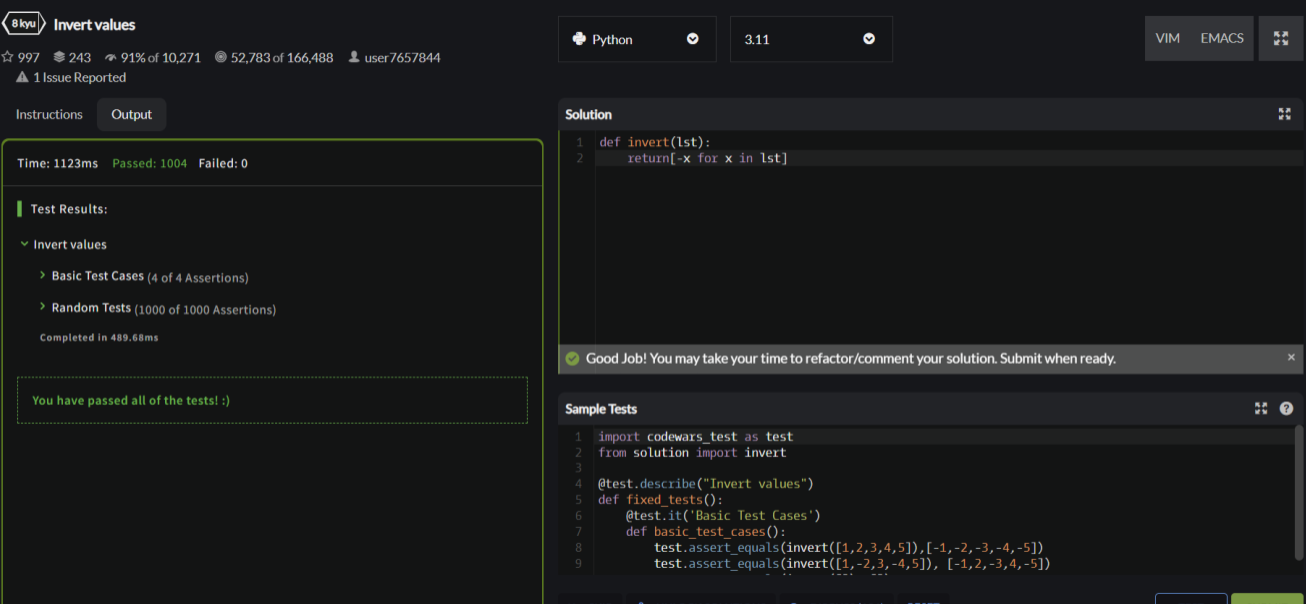 8 kyu Invert values
997 243 91% of 10,271 52,783 of 166,488 user7657844
1 Issue Reported
Instructions Output
Time: 1123ms Passed: 1004 Failed: 0
Test Results:
Invert values
Basic Test Cases (4 of 4 Assertions)
Random Tests (1000 of 1000 Assertions)
Completed in 489.68ms
You have passed all of the tests! :)
Python 3.11 VIM EMACS
Solution
1 def invert(lst):
2 return[-x for x in lst]
Good Job! You may take your time to refactor/comment your solution. Submit when ready. ×
Sample Tests ?
1 import codewars_test as test
2 from solution import invert
3
4 @test.describe("Invert values")
5 def fixed_tests():
6 @test.it('Basic Test Cases')
7 def basic_test_cases():
8 test.assert_equals(invert([1,2,3,4,5]),[-1,-2,-3,-4,-5])
9 test.assert_equals(invert([1,-2,3,-4,5]), [-1,2,-3,4,-5])